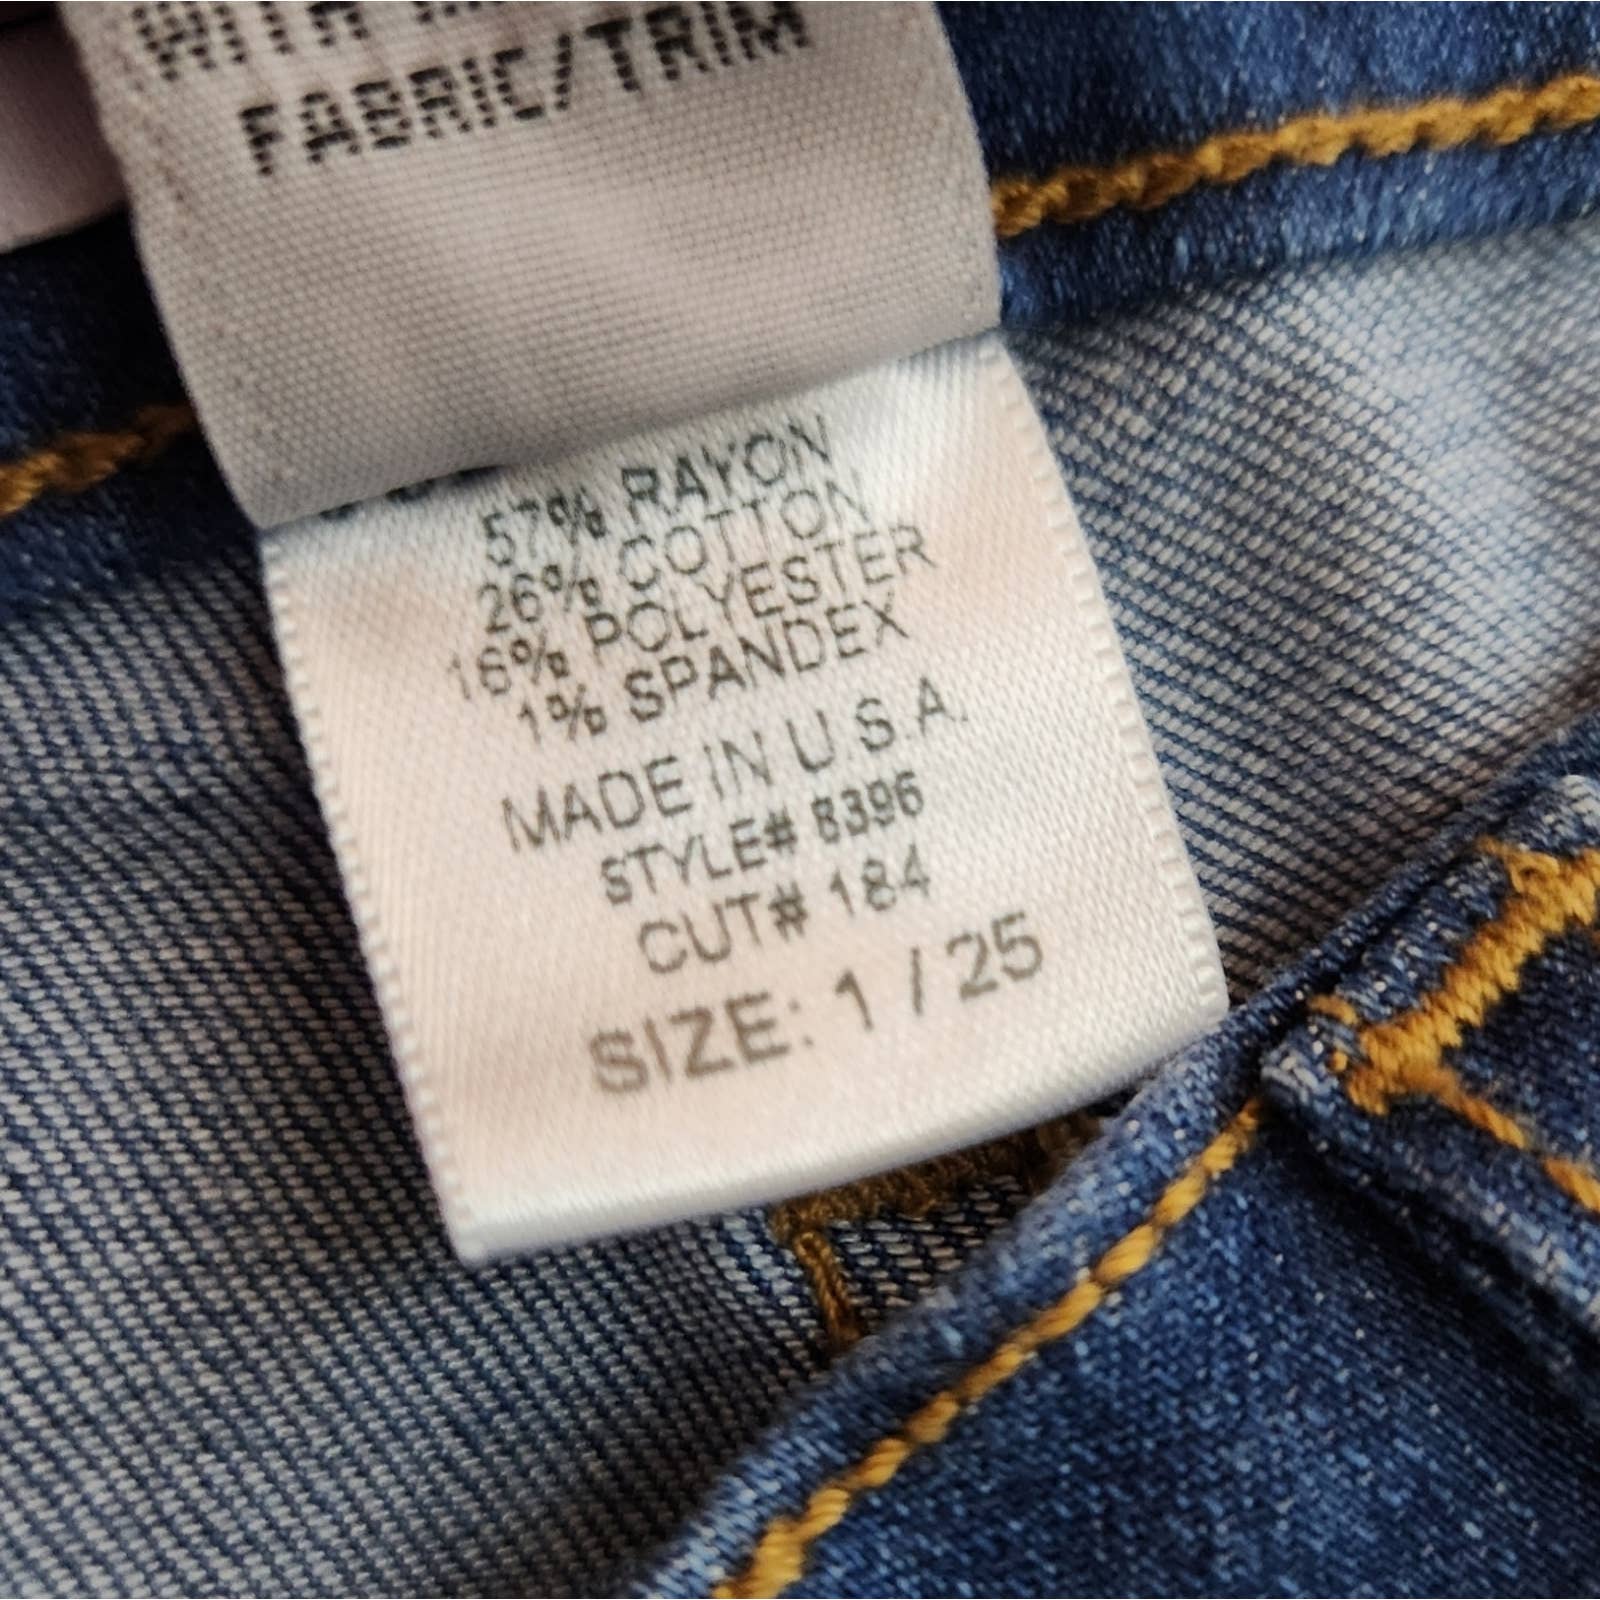 WITH
FABRIC/TRIM
57% RAYON
26% COTTON
16% POLYESTER
1% SPANDEX
MADE IN U.S.A.
STYLE# 8396
CUT# 184
SIZE: 1 / 25